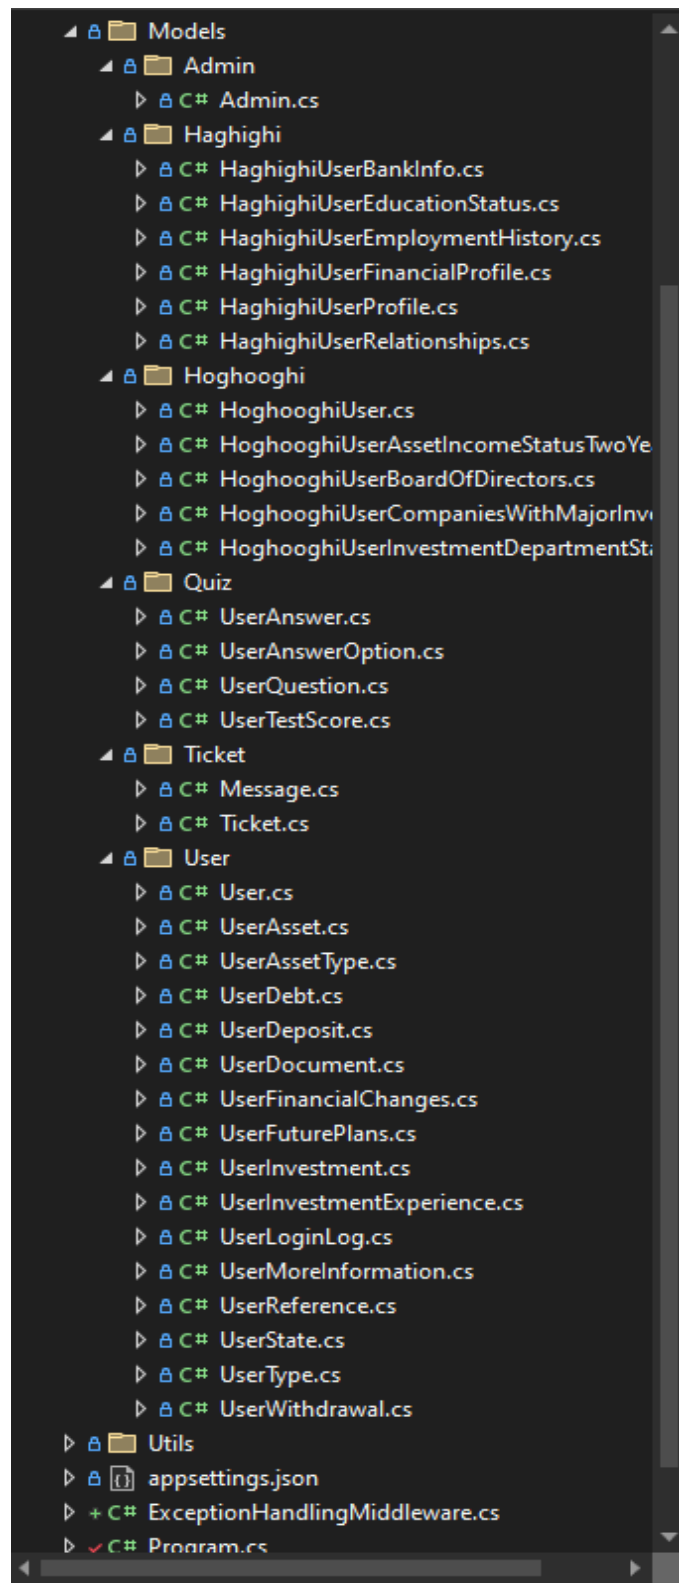 Models
Admin
C# Admin.cs
Haghighi
C# HaghighiUserBankInfo.cs
C# HaghighiUserEducationStatus.cs
C# HaghighiUserEmploymentHistory.cs
C# HaghighiUserFinancialProfile.cs
C# HaghighiUserProfile.cs
C# HaghighiUserRelationships.cs
Hoghooghi
C# HoghooghiUser.cs
C# HoghooghiUserAssetIncomeStatusTwoYe
C# HoghooghiUserBoardOfDirectors.cs
C# HoghooghiUserCompaniesWithMajorInv
C# HoghooghiUserInvestmentDepartmentSta
Quiz
C# UserAnswer.cs
C# UserAnswerOption.cs
C# UserQuestion.cs
C# UserTestScore.cs
Ticket
C# Message.cs
C# Ticket.cs
User
C# User.cs
C# UserAsset.cs
C# UserAssetType.cs
C# UserDebt.cs
C# UserDeposit.cs
C# UserDocument.cs
C# UserFinancialChanges.cs
C# UserFuturePlans.cs
C# UserInvestment.cs
C# UserInvestmentExperience.cs
C# UserLoginLog.cs
C# UserMoreInformation.cs
C# UserReference.cs
C# UserState.cs
C# UserType.cs
C# UserWithdrawal.cs
Utils
appsettings.json
+ C# ExceptionHandlingMiddleware.cs
C# Program.cs